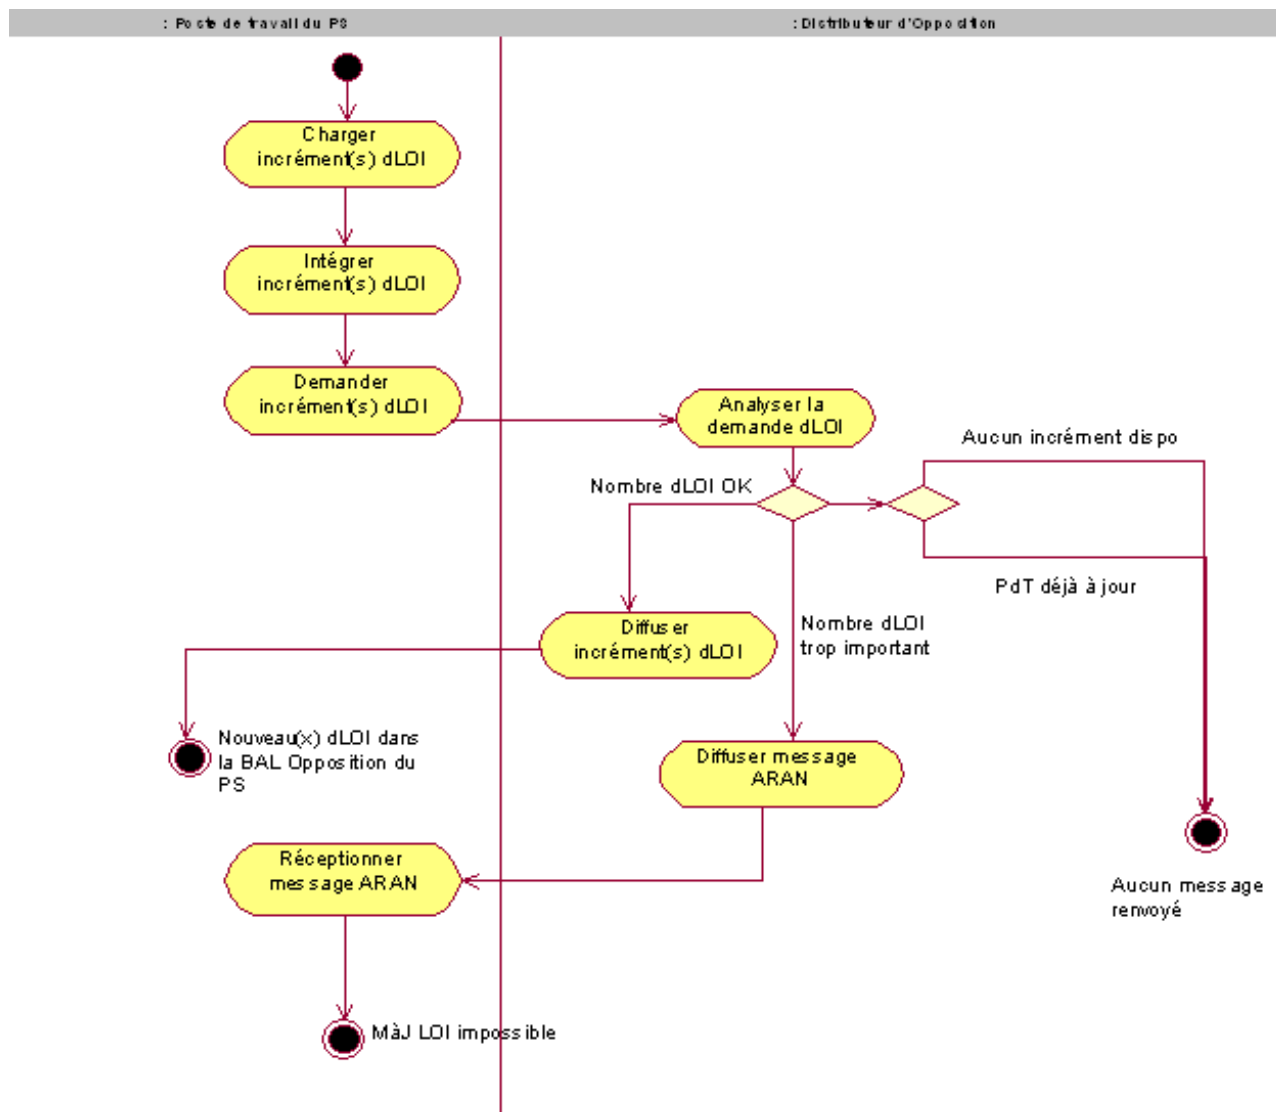 : Poste de travail du PS
: Distributeur d'Opposition
Charger
incrément(s) dLOI
Intégrer
incrément(s) dLOI
Demander
incrément(s) dLOI
Analyser la
demande dLOI
Aucun incrément dispo
Nombre dLOI OK
PdT déjà à jour
Diffuser
incrément(s) dLOI
Nombre dLOI
trop important
Nouveau(x) dLOI dans
la BAL Opposition du
PS
Diffuser message
ARAN
Réceptionner
message ARAN
Aucun message
renvoyé
MàJ LOI impossible